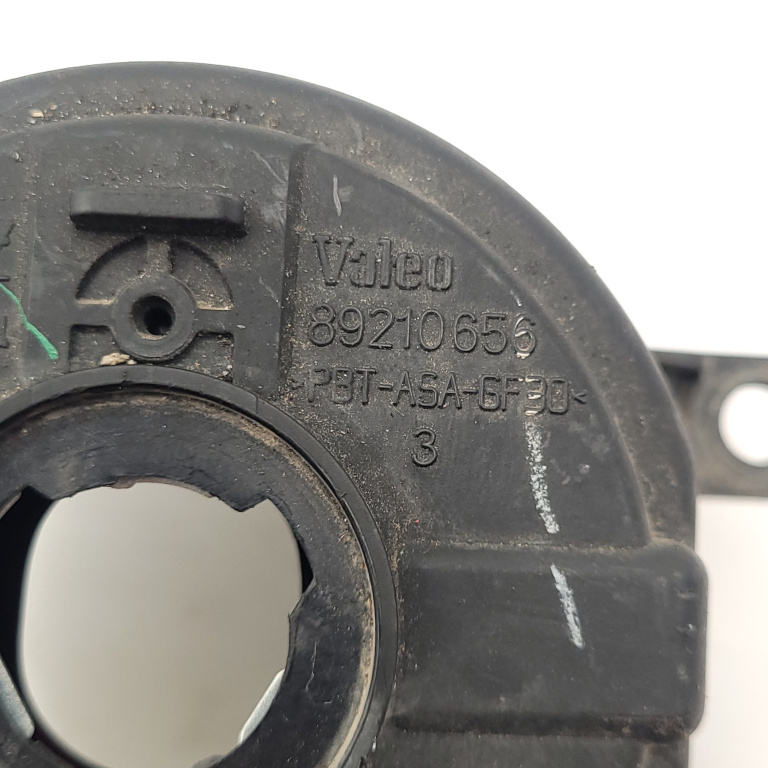 Valeo
89210656
>PBT-ASA-GF30<
3